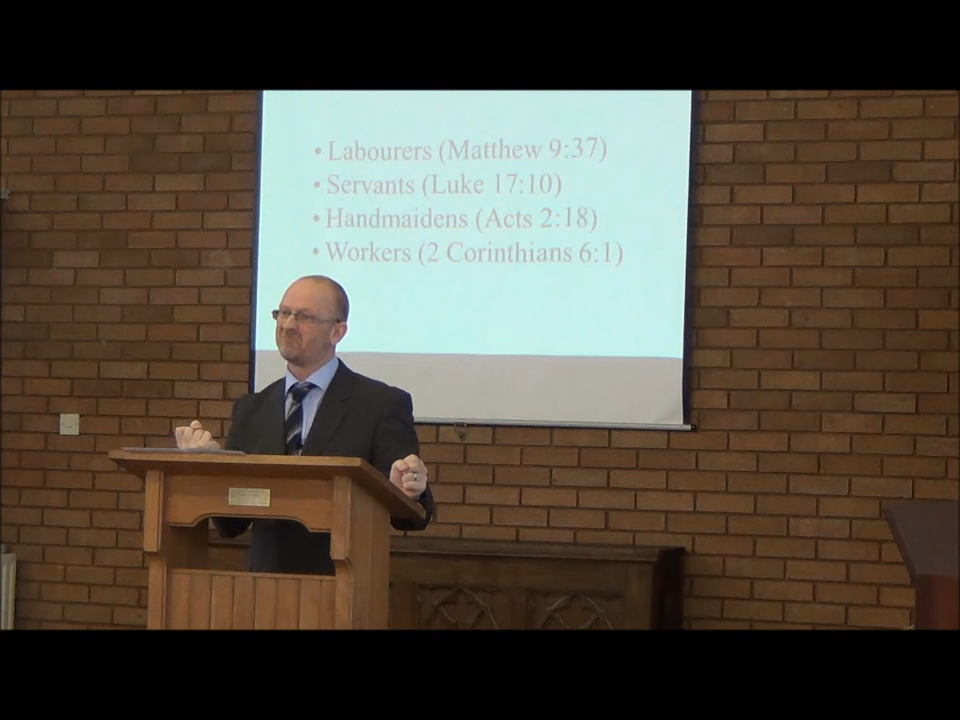 • Labourers (Matthew 9:37)
• Servants (Luke 17:10)
• Handmaidens (Acts 2:18)
• Workers (2 Corinthians 6:1)